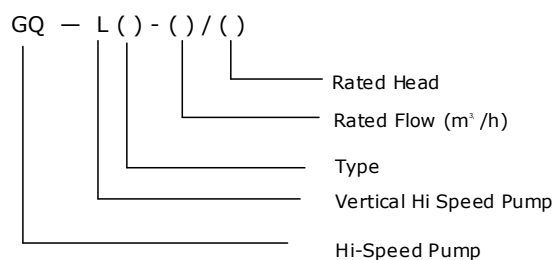 GQ — L ( ) - ( ) / ( )
Rated Head
Rated Flow (m³ /h)
Type
Vertical Hi Speed Pump
Hi-Speed Pump